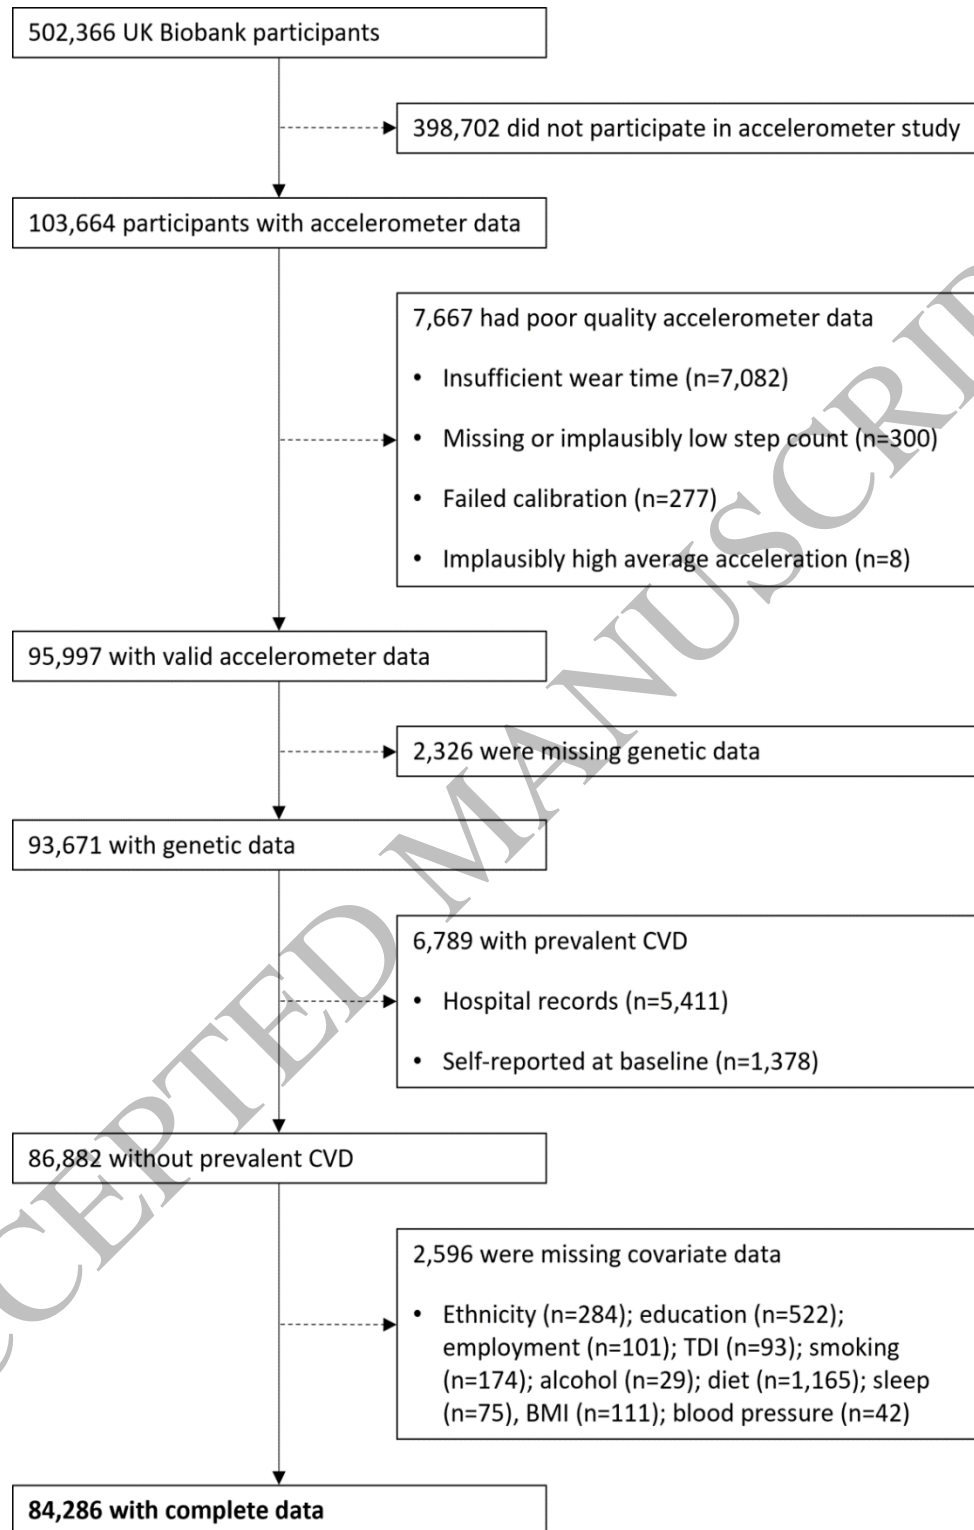 502,366 UK Biobank participants
398,702 did not participate in accelerometer study
103,664 participants with accelerometer data
7,667 had poor quality accelerometer data
• Insufficient wear time (n=7,082)
• Missing or implausibly low step count (n=300)
• Failed calibration (n=277)
• Implausibly high average acceleration (n=8)
95,997 with valid accelerometer data
2,326 were missing genetic data
93,671 with genetic data
6,789 with prevalent CVD
• Hospital records (n=5,411)
• Self-reported at baseline (n=1,378)
86,882 without prevalent CVD
2,596 were missing covariate data
• Ethnicity (n=284); education (n=522);
employment (n=101); TDI (n=93); smoking
(n=174); alcohol (n=29); diet (n=1,165); sleep
(n=75), BMI (n=111); blood pressure (n=42)
84,286 with complete data
CCEPTED MANUSCRIP